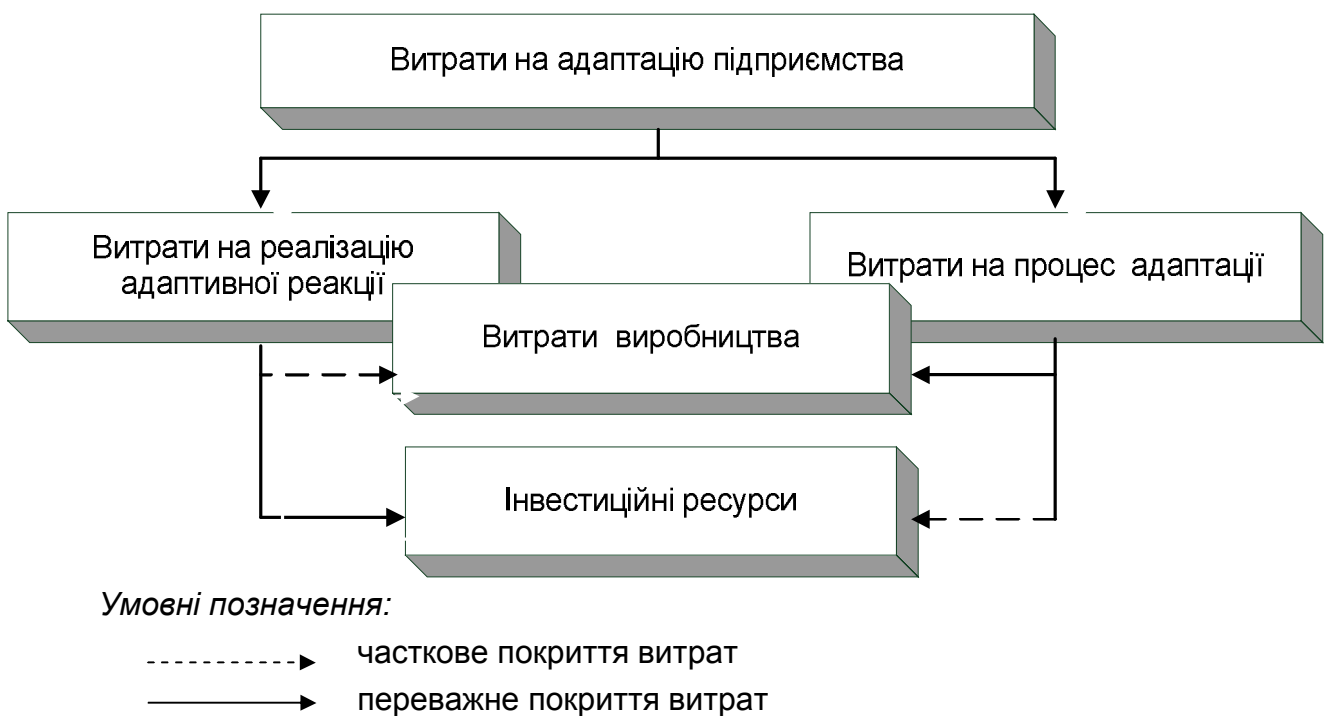 Витрати на адаптацію підприємства
Витрати на реалізацію
адаптивної реакції
Витрати на процес адаптації
Витрати виробництва
Інвестиційні ресурси
Умовні позначення:
часткове покриття витрат
переважне покриття витрат